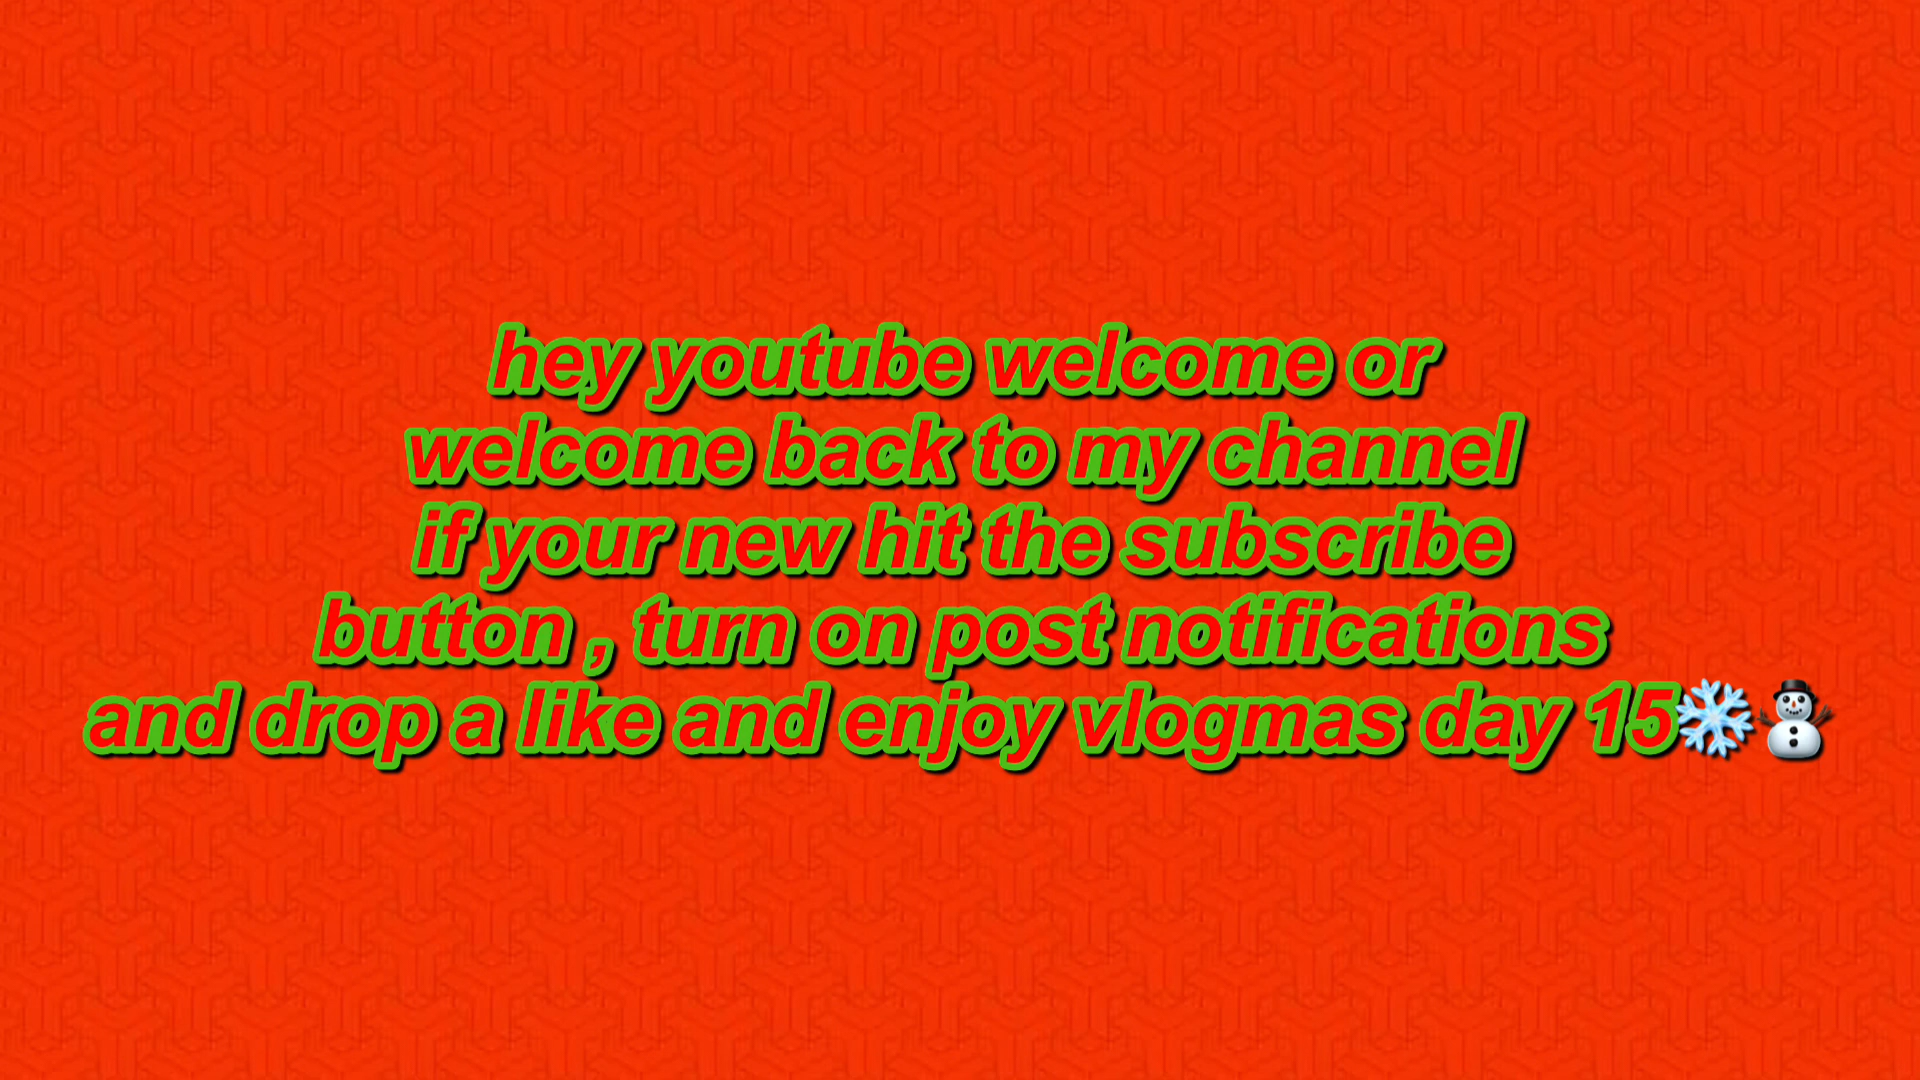 hey youtube welcome or
welcome back to my channel
if your new hit the subscribe
button , turn on post notifications
and drop a like and enjoy vlogmas day 15❄️⛄